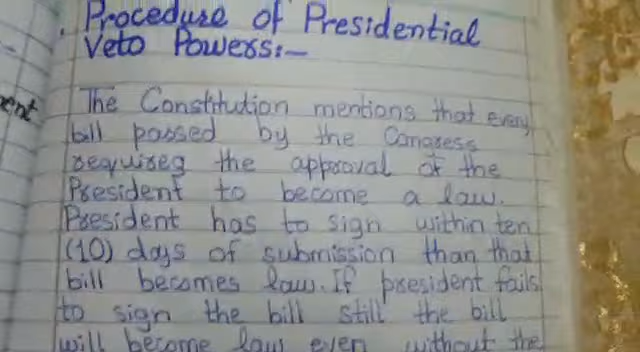 Procedure of Presidential
Veto Powers:-
ent
The Constitution mentions that every
bill passed by the Congress
requires the approval of the
President to become a law.
President has to sign within ten
(10) days of submission than that
bill becomes law. If president fails
to sign the bill still the bill
will become law even without the